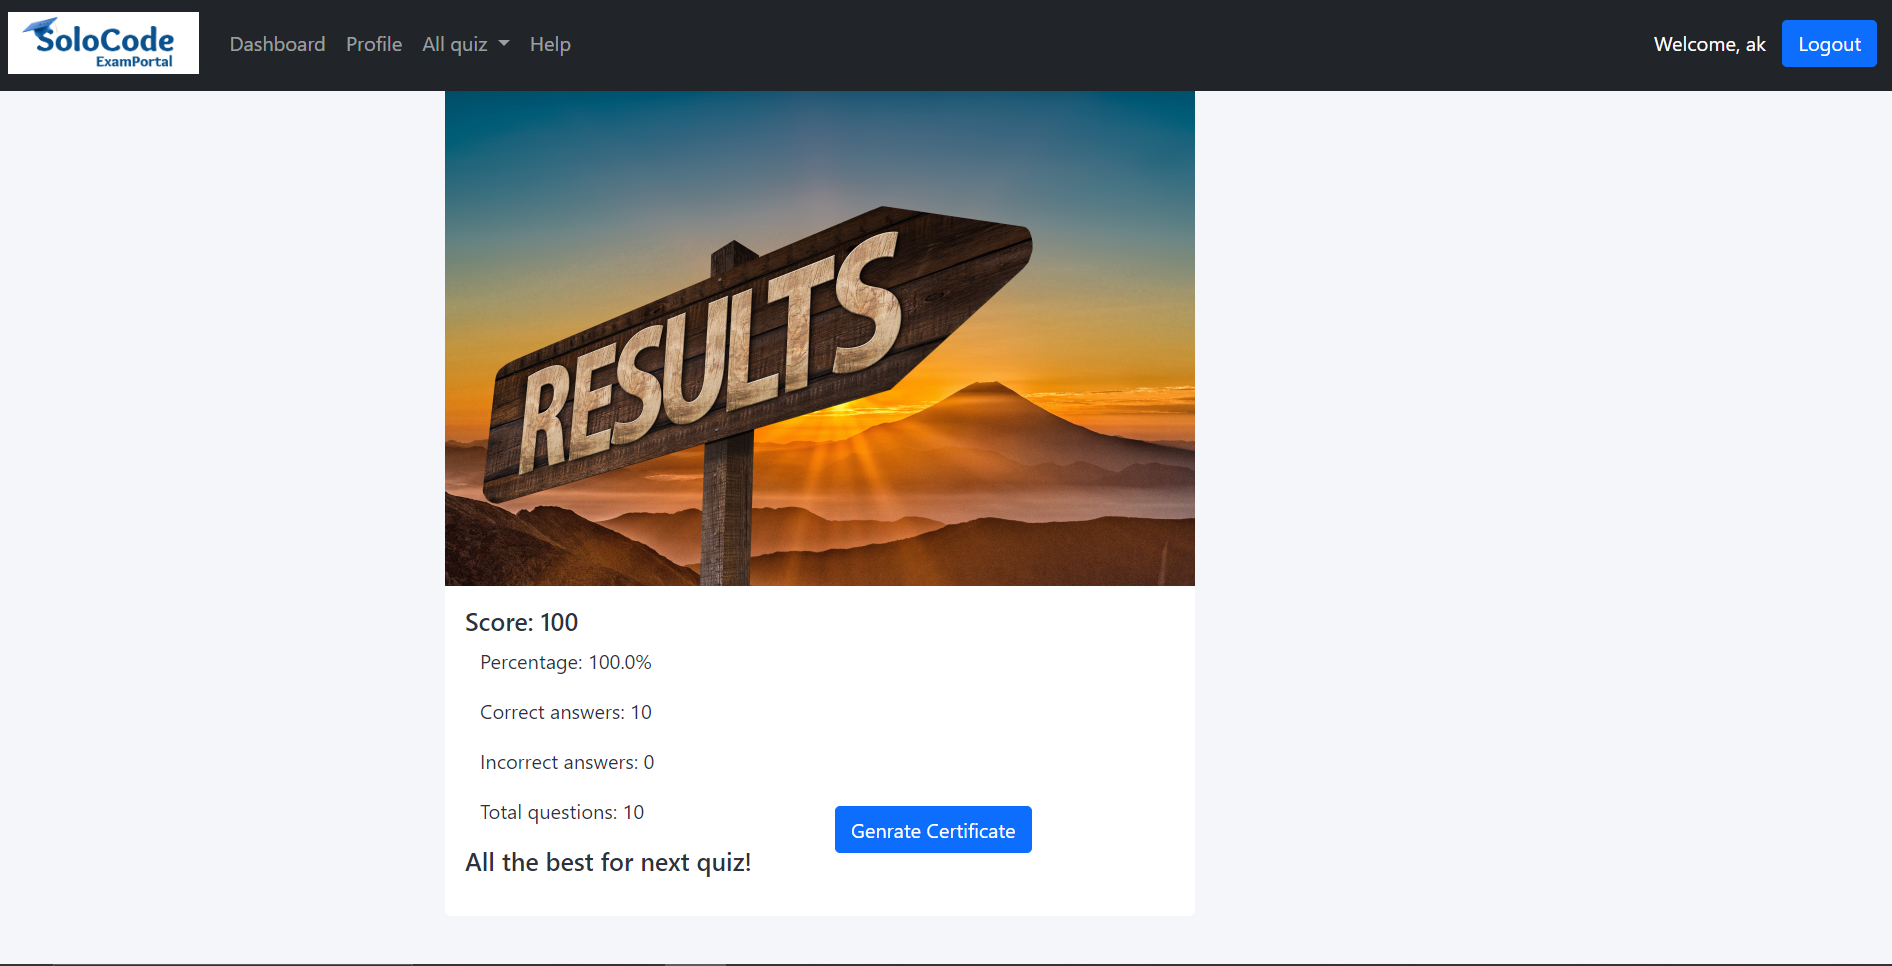 SoloCode
ExamPortal
Dashboard Profile All quiz Help
Welcome, ak Logout
RESULTS
Score: 100
Percentage: 100.0%
Correct answers: 10
Incorrect answers: 0
Total questions: 10
Genrate Certificate
All the best for next quiz!